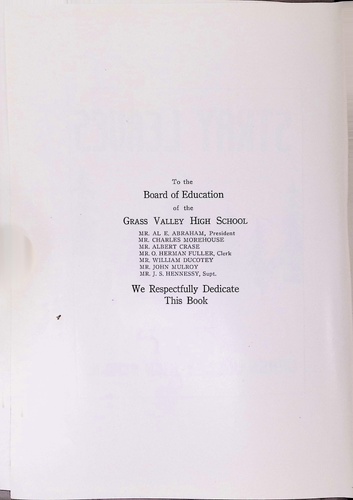 To the
Board of Education
of the
GRASS VALLEY HIGH SCHOOL
MR. AL E. ABRAHAM, President
MR. CHARLES MOREHOUSE
MR. ALBERT CRASE
MR. O. HERMAN FULLER, Clerk
MR. WILLIAM DUCOTEY
MR. JOHN MULROY
MR. J. S. HENNESSY, Supt.
We Respectfully Dedicate
This Book